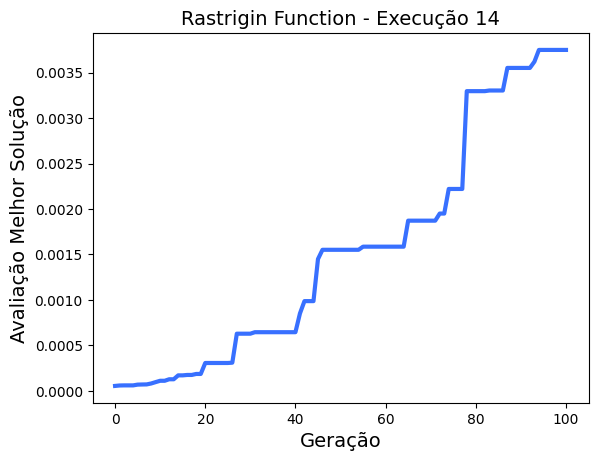 Rastrigin Function - Execução 14
Avaliação Melhor Solução
0.0035
0.0030
0.0025
0.0020
0.0015
0.0010
0.0005
0.0000
0 20 40 60 80 100
Geração